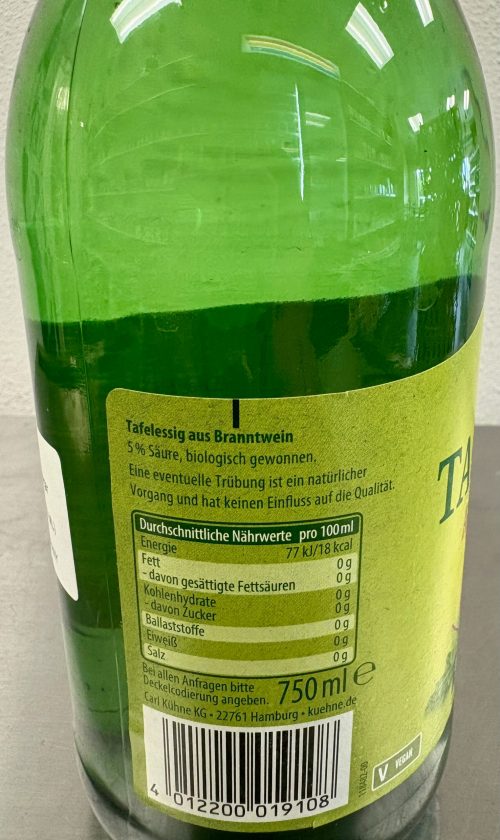 Tafelessig aus Branntwein
5 % Säure, biologisch gewonnen.
Eine eventuelle Trübung ist ein natürlicher
Vorgang und hat keinen Einfluss auf die Qualität.
TA
Durchschnittliche Nährwerte pro 100 ml
Energie 77 kJ/18 kcal
Fett 0 g
- davon gesättigte Fettsäuren 0 g
Kohlenhydrate 0 g
- davon Zucker 0 g
Ballaststoffe 0 g
Eiweiß 0 g
Salz 0 g
Bei allen Anfragen bitte
Deckelcodierung angeben. 750 ml e
Carl Kühne KG • 22761 Hamburg • kuehne.de
4 012200 019108
V VEGAN